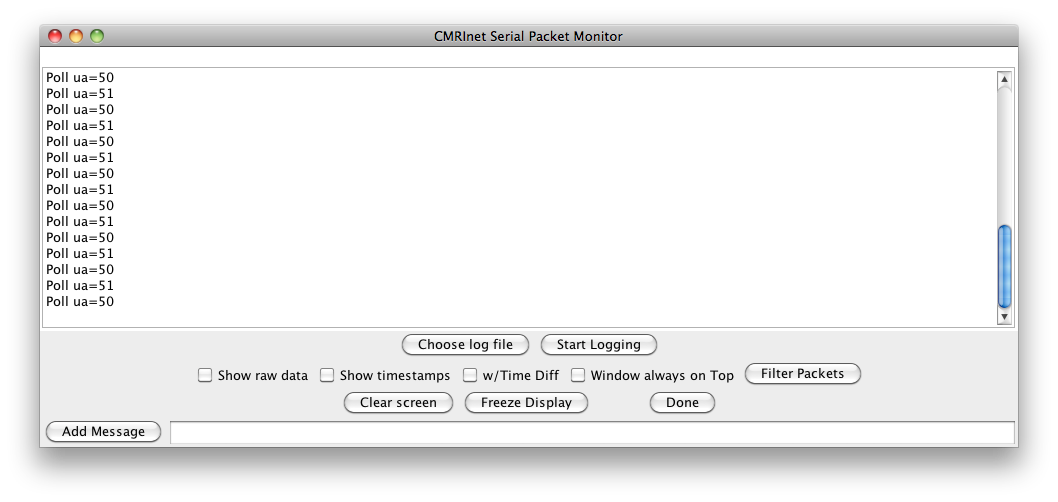 CMRInet Serial Packet Monitor
Poll ua=50
Poll ua=51
Poll ua=50
Poll ua=51
Poll ua=50
Poll ua=51
Poll ua=50
Poll ua=51
Poll ua=50
Poll ua=51
Poll ua=50
Poll ua=51
Poll ua=50
Poll ua=51
Poll ua=50
Choose log file Start Logging
Show raw data Show timestamps w/Time Diff Window always on Top Filter Packets
Clear screen Freeze Display Done
Add Message